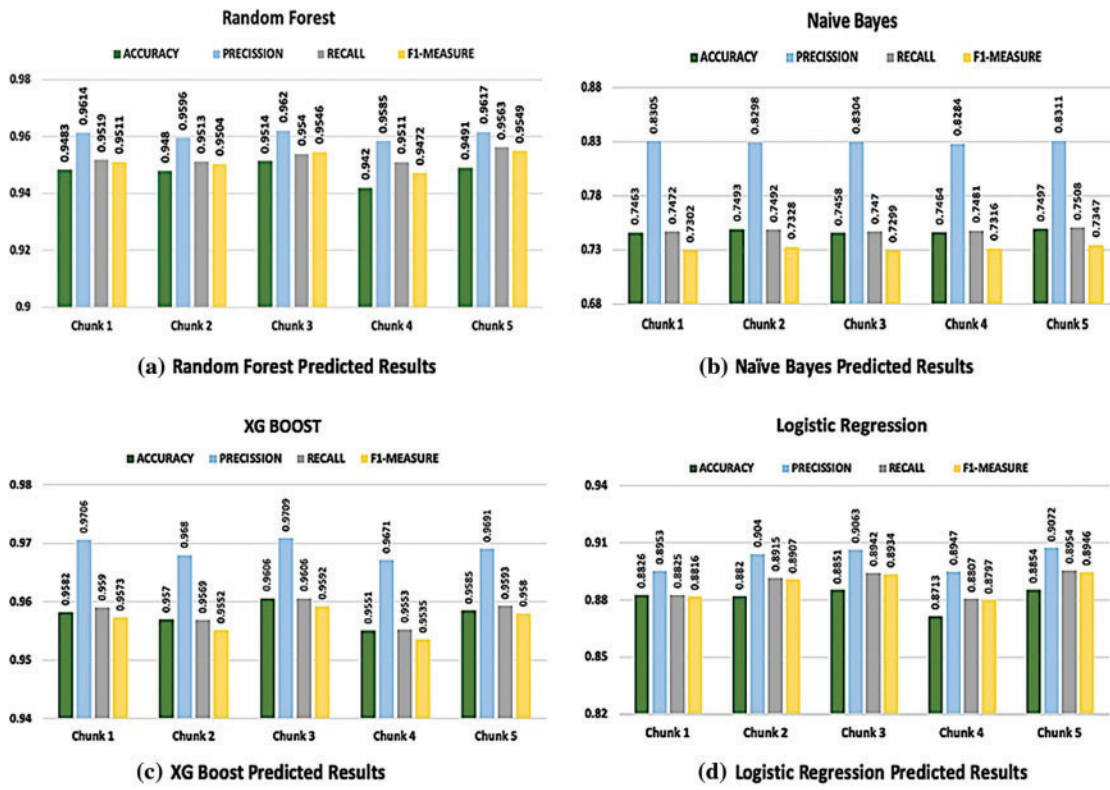 Random Forest
ACCURACY PRECISSION RECALL F1-MEASURE
0.98
0.96
0.94
0.92
0.9
0.9483 0.9614 0.9519 0.9511
0.948 0.9596 0.9513 0.9504
0.9514 0.962 0.954 0.9546
0.942 0.9585 0.9511 0.9472
0.9491 0.9617 0.9563 0.9549
Chunk 1 Chunk 2 Chunk 3 Chunk 4 Chunk 5
(a) Random Forest Predicted Results
Naive Bayes
ACCURACY PRECISSION RECALL F1-MEASURE
0.88
0.83
0.78
0.73
0.68
0.7463 0.8305 0.7472 0.7302
0.7493 0.8298 0.7492 0.7328
0.7458 0.8304 0.747 0.7299
0.7464 0.8284 0.7481 0.7316
0.7497 0.8311 0.7508 0.7347
Chunk 1 Chunk 2 Chunk 3 Chunk 4 Chunk 5
(b) Naïve Bayes Predicted Results
XG BOOST
ACCURACY PRECISSION RECALL F1-MEASURE
0.98
0.97
0.96
0.95
0.94
0.9582 0.9706 0.959 0.9573
0.957 0.968 0.9569 0.9552
0.9606 0.9709 0.9606 0.9592
0.9551 0.9671 0.9553 0.9535
0.9585 0.9691 0.9593 0.958
Chunk 1 Chunk 2 Chunk 3 Chunk 4 Chunk 5
(c) XG Boost Predicted Results
Logistic Regression
ACCURACY PRECISSION RECALL F1-MEASURE
0.94
0.91
0.88
0.85
0.82
0.8826 0.8953 0.8825 0.8816
0.882 0.904 0.8915 0.8907
0.8851 0.9063 0.8942 0.8934
0.8713 0.8947 0.8807 0.8797
0.8854 0.9072 0.8954 0.8946
Chunk 1 Chunk 2 Chunk 3 Chunk 4 Chunk 5
(d) Logistic Regression Predicted Results